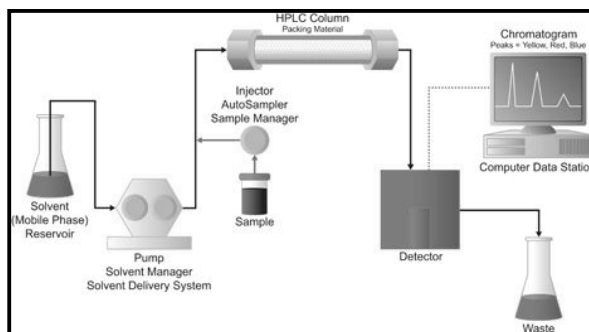 HPLC Column
Packing Material
Chromatogram
Peaks = Yellow, Red, Blue
Injector
AutoSampler
Sample Manager
Computer Data Statio
Solvent
(Mobile Phase)
Reservoir
Sample
Pump
Solvent Manager
Solvent Delivery System
Detector
Waste